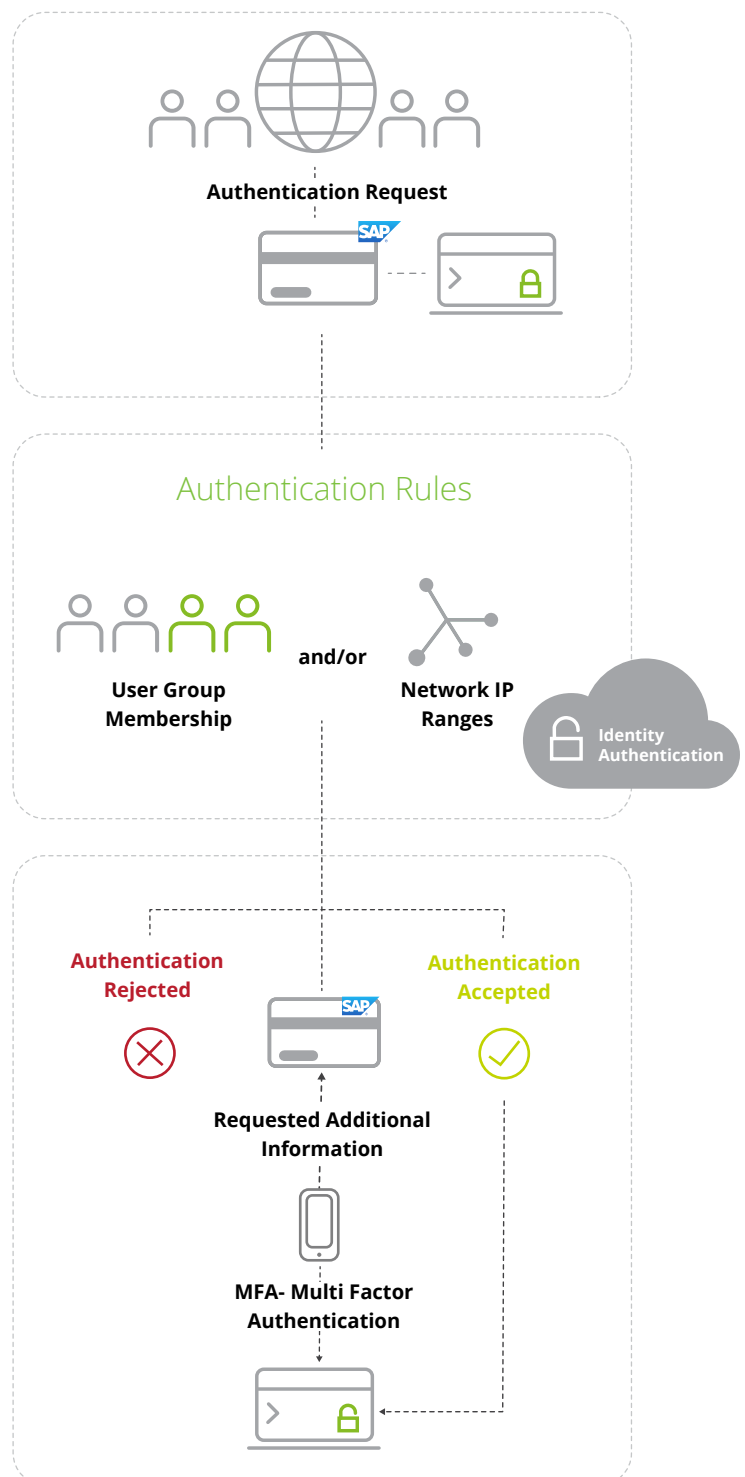 Authentication Request
SAP
Authentication Rules
and/or
User Group
Membership
Network IP
Ranges
Identity
Authentication
Authentication
Rejected
Authentication
Accepted
SAP
Requested Additional
Information
MFA- Multi Factor
Authentication